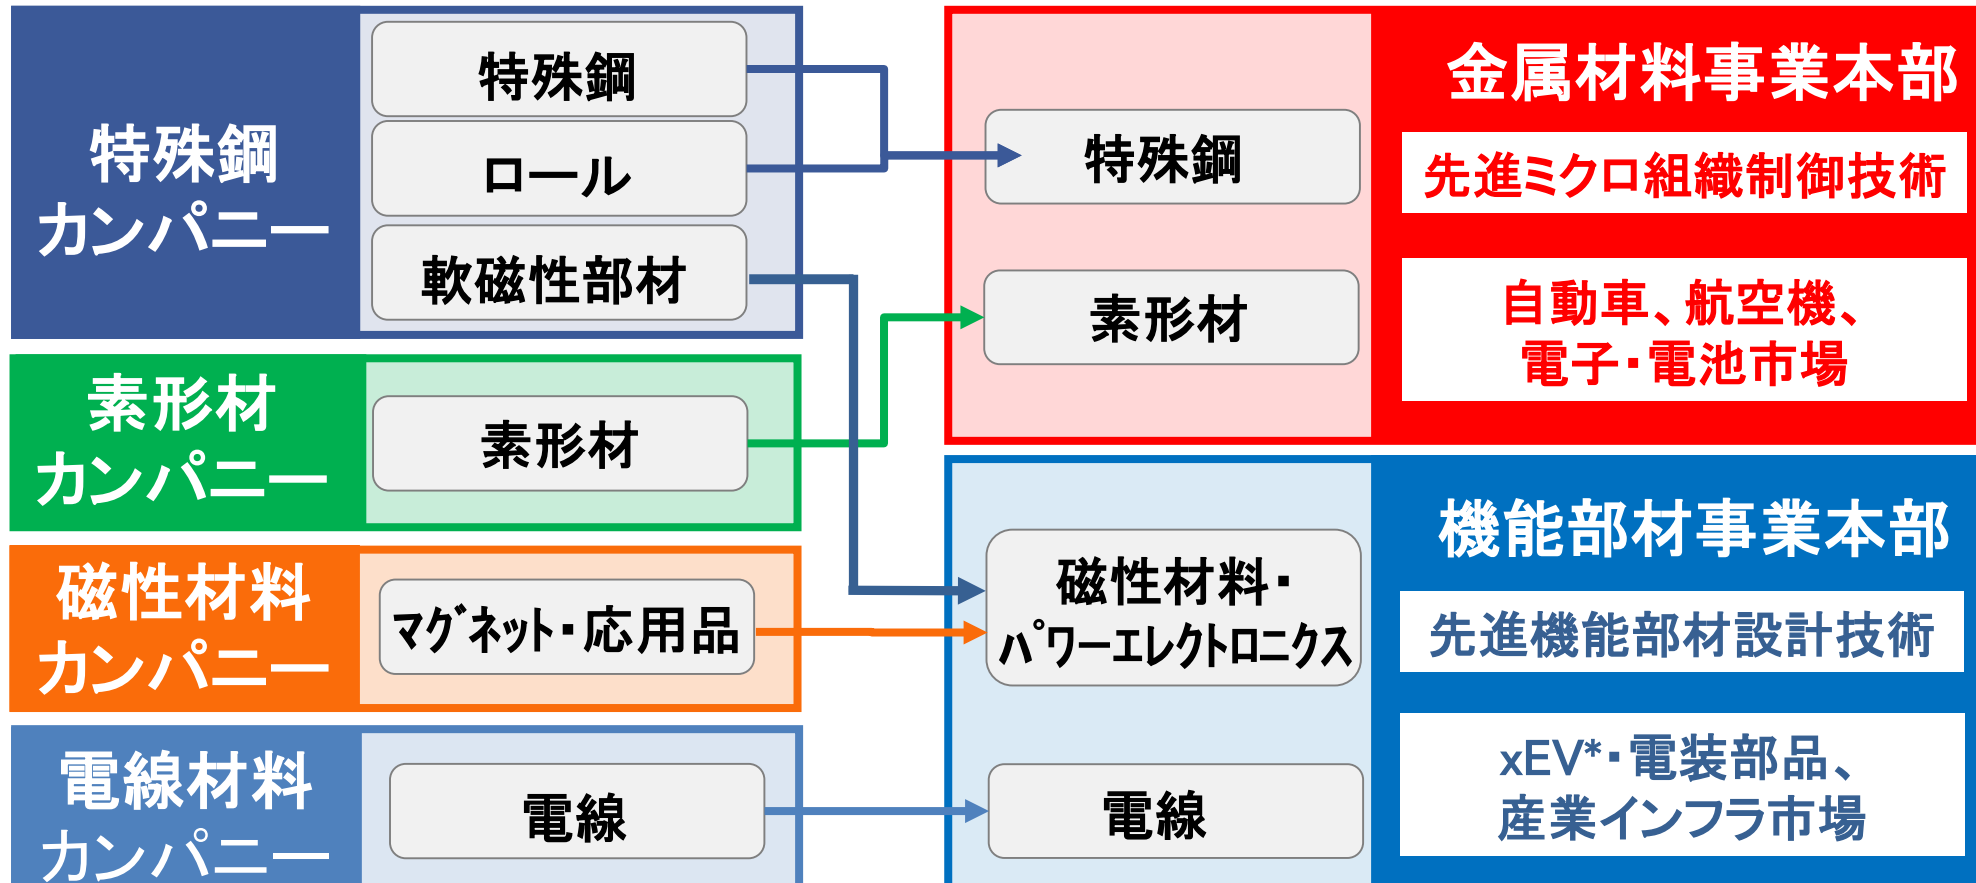 特殊鋼
カンパニー
特殊鋼
ロール
軟磁性部材
素形材
カンパニー
素形材
磁性材料
カンパニー
マグネット・応用品
電線材料
カンパニー
電線
金属材料事業本部
特殊鋼
先進ミクロ組織制御技術
素形材
自動車、航空機、
電子・電池市場
機能部材事業本部
磁性材料・
パワーエレクトロニクス
先進機能部材設計技術
電線
xEV*・電装部品、
産業インフラ市場